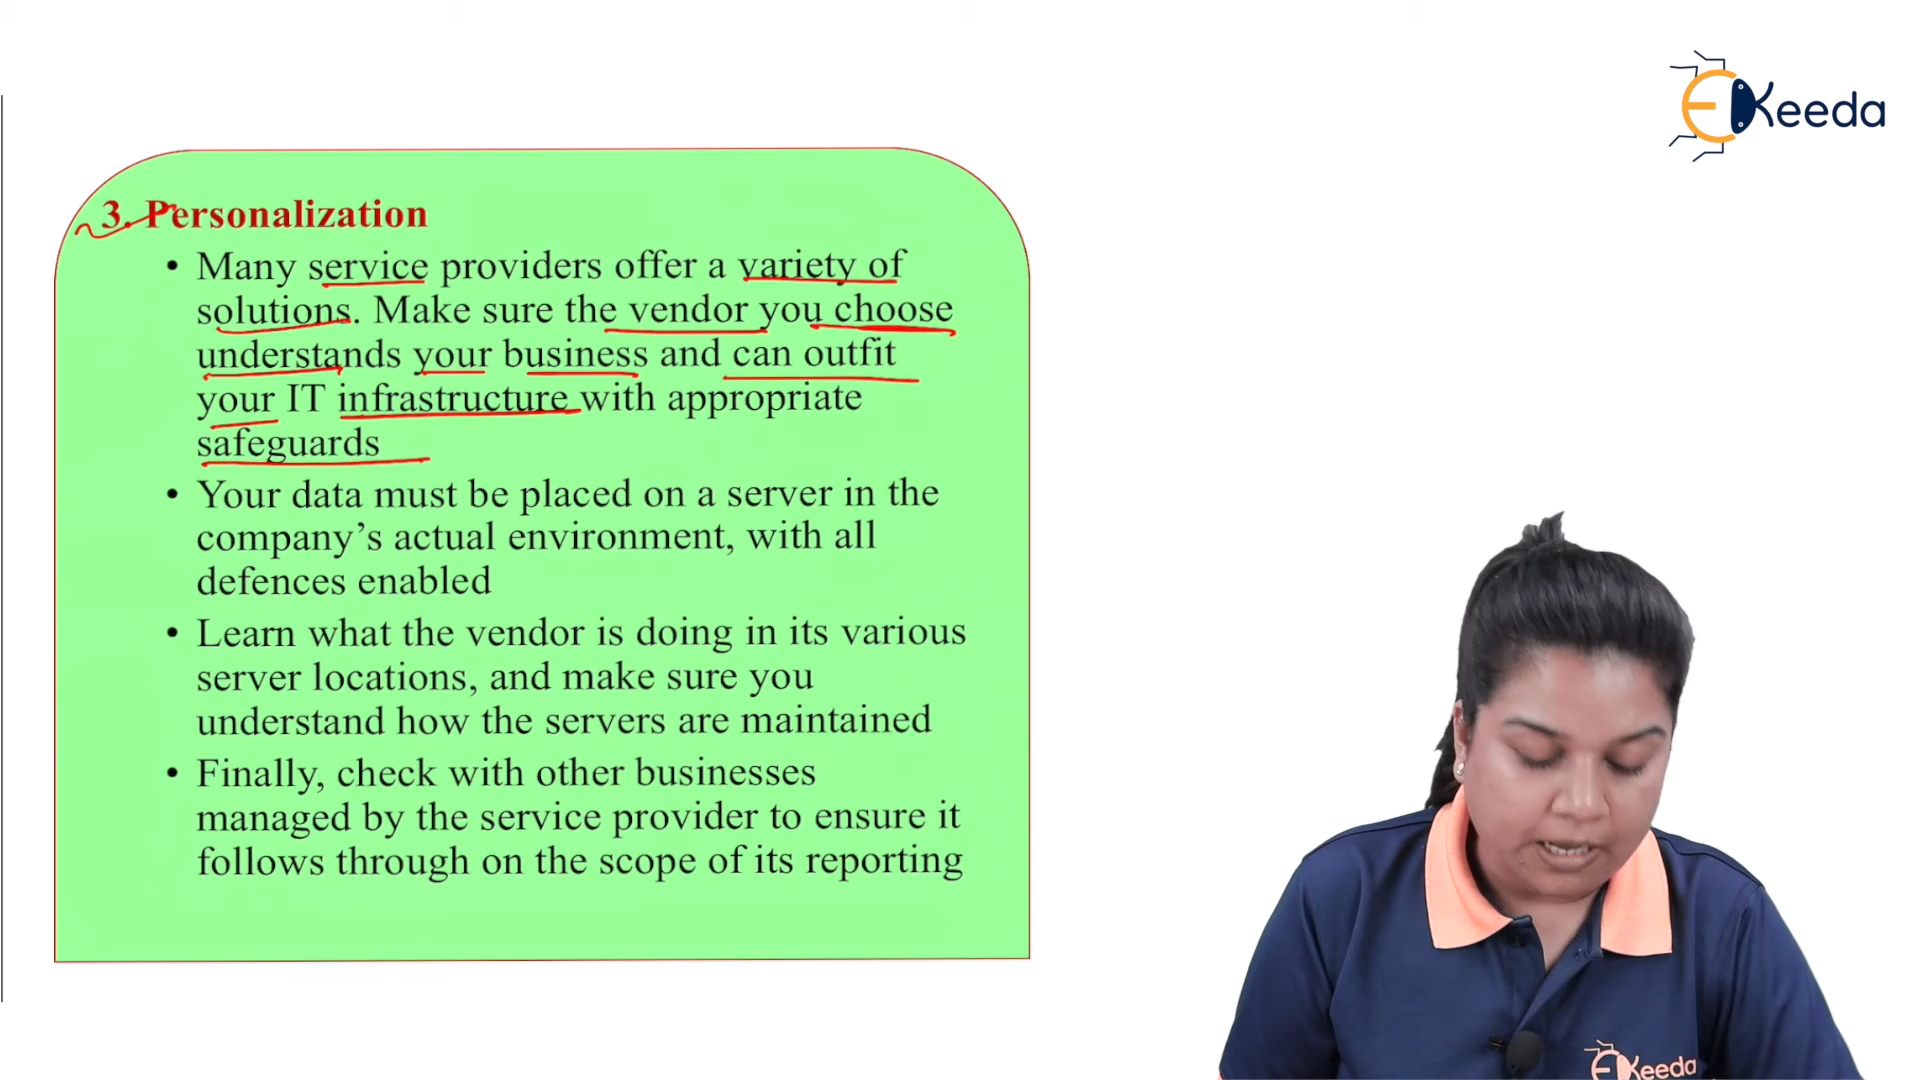 EKeeda
3. Personalization
• Many service providers offer a variety of
solutions. Make sure the vendor you choose
understands your business and can outfit
your IT infrastructure with appropriate
safeguards
• Your data must be placed on a server in the
company’s actual environment, with all
defences enabled
• Learn what the vendor is doing in its various
server locations, and make sure you
understand how the servers are maintained
• Finally, check with other businesses
managed by the service provider to ensure it
follows through on the scope of its reporting
EKeeda